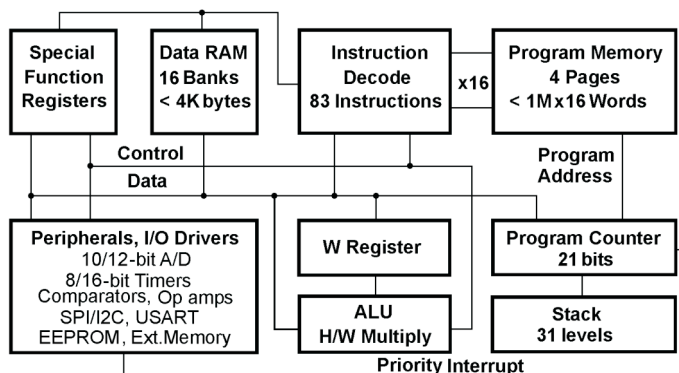 Special
Function
Registers
Data RAM
16 Banks
< 4K bytes
Instruction
Decode
83 Instructions
x16
Program Memory
4 Pages
< 1Mx16 Words
Control
Data
Program
Address
Peripherals, I/O Drivers
10/12-bit A/D
8/16-bit Timers
Comparators, Op amps
SPI/I2C, USART
EEPROM, Ext.Memory
W Register
ALU
H/W Multiply
Program Counter
21 bits
Stack
31 levels
Priority Interrupt